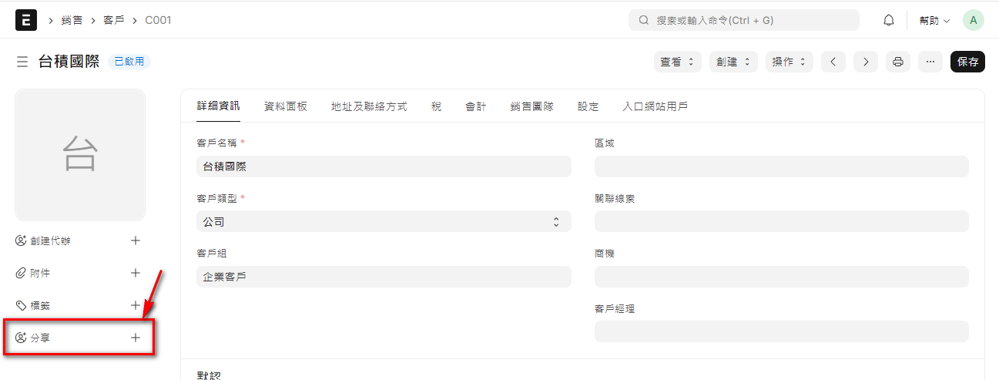 E > 銷售 > 客戶 > C001
搜索或輸入命令(Ctrl + G)
幫助
A
台積國際 已啟用
查看 創建 操作 ... 保存
台
創建代辦 +
附件 +
標籤 +
分享 +
詳細資訊 資料面板 地址及聯絡方式 稅 會計 銷售團隊 設定 入口網站用戶
客戶名稱 *
台積國際
客戶類型 *
公司
客戶組
企業客戶
區域
關聯線索
商機
客戶經理
默認